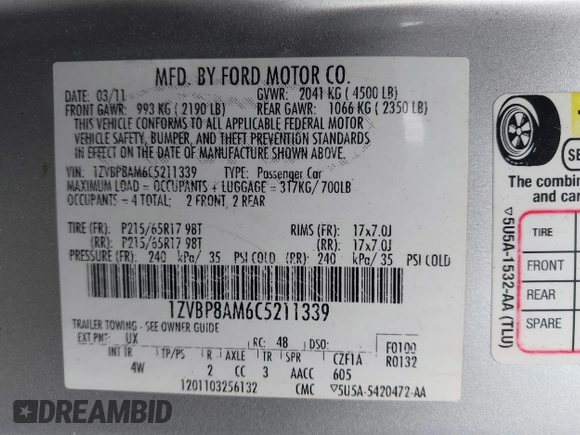 MFD. BY FORD MOTOR CO.
DATE: 03/11 GVWR: 2041 KG ( 4500 LB)
FRONT GAWR: 993 KG ( 2190 LB) REAR GAWR: 1066 KG ( 2350 LB)
THIS VEHICLE CONFORMS TO ALL APPLICABLE FEDERAL MOTOR
VEHICLE SAFETY, BUMPER, AND THEFT PREVENTION STANDARDS
IN EFFECT ON THE DATE OF MANUFACTURE SHOWN ABOVE.
VIN: 1ZVBP8AM6C5211339 TYPE: Passenger Car
MAXIMUM LOAD = OCCUPANTS + LUGGAGE = 317KG/700LB
OCCUPANTS = 4 TOTAL: 2 FRONT, 2 REAR
TIRE (FR): P215/65R17 98T RIMS (FR): 17x7.0J
(RR): P215/65R17 98T (RR): 17x7.0J
PRESSURE (FR): 240 kPa/ 35 PSI COLD (RR): 240 kPa/ 35 PSI COLD
1ZVBP8AM6C5211339
TRAILER TOWING - SEE OWNER GUIDE
EXT PNT: UX RC: 48 DSO: F0100
INT TR TP/PS R AXLE TR SPR CZF1A R0132
4W 2 CC 3 AACC 605
1201103256132 CMC ▽5U5A-5420472-AA
SE
The combin
and car
TIRE
FRONT
REAR
SPARE
▽5U5A-1532-AA (TLU)
DREAMBID